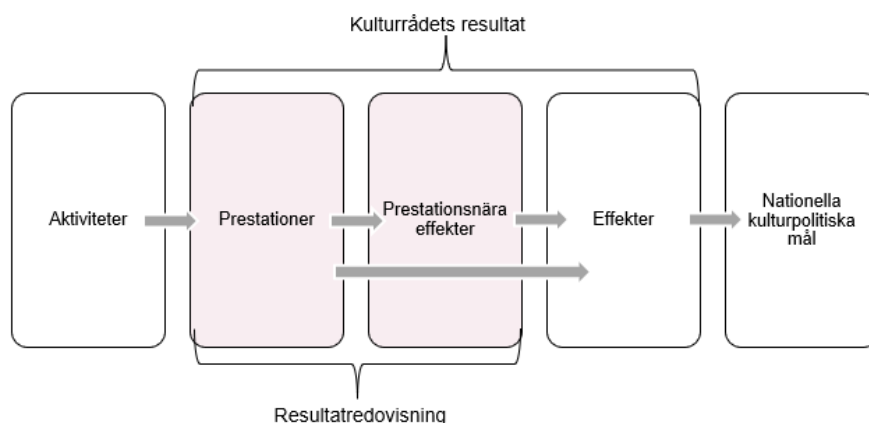 Kulturrådets resultat
Aktiviteter
Prestationer
Prestationsnära
effekter
Effekter
Nationella
kulturpolitiska
mål
Resultatredovisning